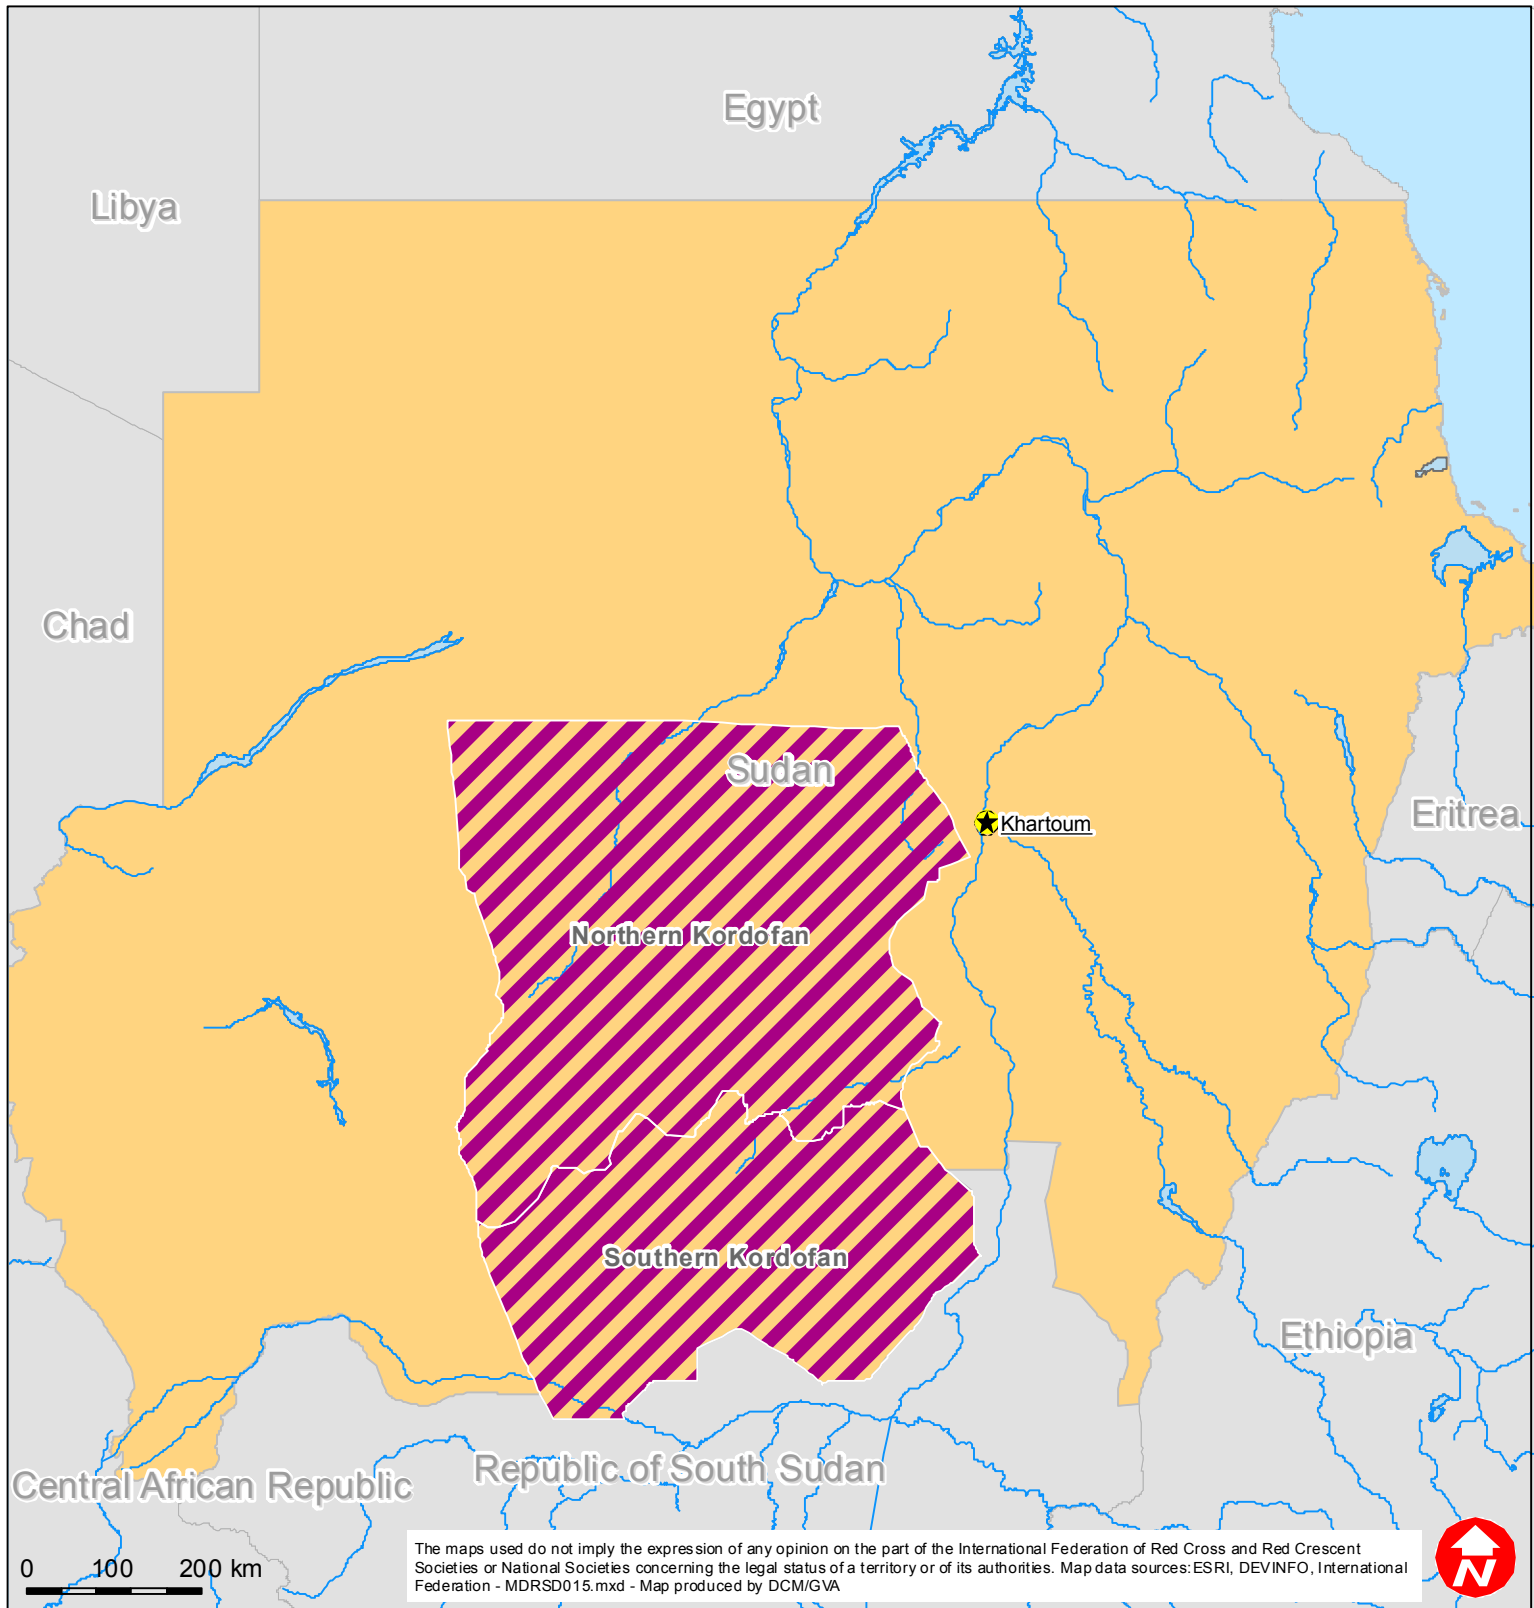 Egypt
Libya
Chad
Sudan
Eritrea
Khartoum
Northern Kordofan
Southern Kordofan
Ethiopia
Republic of South Sudan
Central African Republic
0 100 200 km
The maps used do not imply the expression of any opinion on the part of the International Federation of Red Cross and Red Crescent
Societies or National Societies concerning the legal status of a territory or of its authorities. Map data sources: ESRI, DEVINFO, International
Federation - MDRSD015.mxd - Map produced by DCM/GVA
N